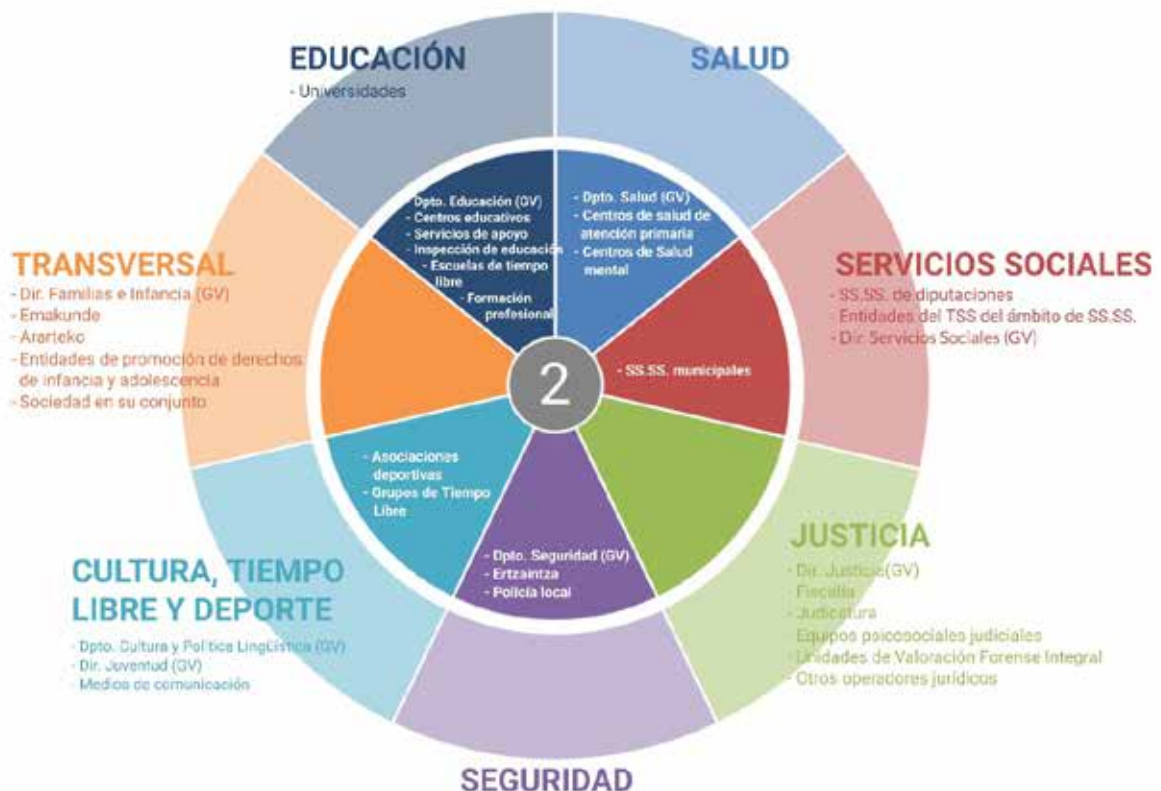 EDUCACIÓN
- Universidades
SALUD
Dpto. Educación (GV)
- Centros educativos
- Servicios de apoyo
- Inspección de educación
- Escuelas de tiempo
libre
- Formación
profesional
- Dpto. Salud (GV)
- Centros de salud de
atención primaria
- Centros de Salud
mental
TRANSVERSAL
- Dir. Familias e Infancia (GV)
- Emakunde
- Ararteko
- Entidades de promoción de derechos
de infancia y adolescencia
- Sociedad en su conjunto
SERVICIOS SOCIALES
- SS.SS. de diputaciones
- Entidades del TSS del ámbito de SS.SS.
- Dir. Servicios Sociales (GV)
- SS.SS. municipales
2
- Asociaciones
deportivas
- Grupos de Tiempo
Libre
- Dpto. Seguridad (GV)
- Ertzaintza
- Policía local
JUSTICIA
- Dir. Justicia(GV)
- Fiscalía
- Judicatura
- Equipos psicosociales judiciales
- Unidades de Valoración Forense Integral
- Otros operadores jurídicos
CULTURA, TIEMPO
LIBRE Y DEPORTE
- Dpto. Cultura y Política Lingüística (GV)
- Dir. Juventud (GV)
- Medios de comunicación
SEGURIDAD